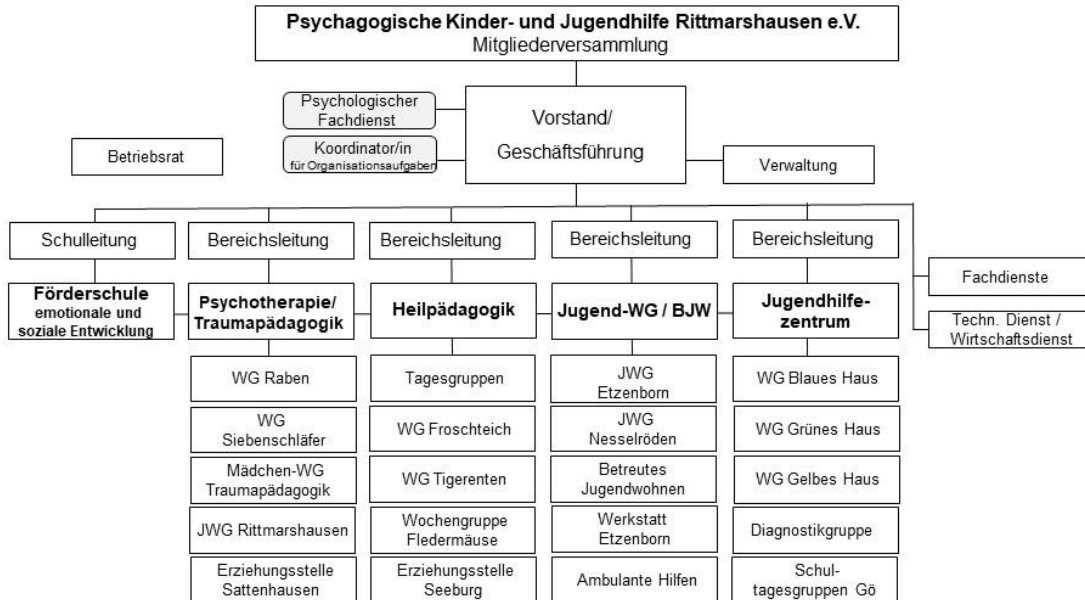 Psychagogische Kinder- und Jugendhilfe Rittmarshausen e.V.
Mitgliederversammlung
Psychologischer
Fachdienst
Vorstand/
Geschäftsführung
Koordinator/in
für Organisationsaufgaben
Betriebsrat
Verwaltung
Schulleitung
Bereichsleitung
Bereichsleitung
Bereichsleitung
Bereichsleitung
Fachdienste
Techn. Dienst /
Wirtschaftsdienst
Förderschule
emotionale und
soziale Entwicklung
Psychotherapie/
Traumapädagogik
Heilpädagogik
Jugend-WG / BJW
Jugendhilfe-
zentrum
WG Raben
Tagesgruppen
JWG
Etzenborn
WG Blaues Haus
WG
Siebenschläfer
WG Froschteich
JWG
Nesselröden
WG Grünes Haus
Mädchen-WG
Traumapädagogik
WG Tigerenten
Betreutes
Jugendwohnen
WG Gelbes Haus
JWG Rittmarshausen
Wochengruppe
Fledermäuse
Werkstatt
Etzenborn
Diagnostikgruppe
Erziehungsstelle
Sattenhausen
Erziehungsstelle
Seeburg
Ambulante Hilfen
Schul-
tagesgruppen Gö